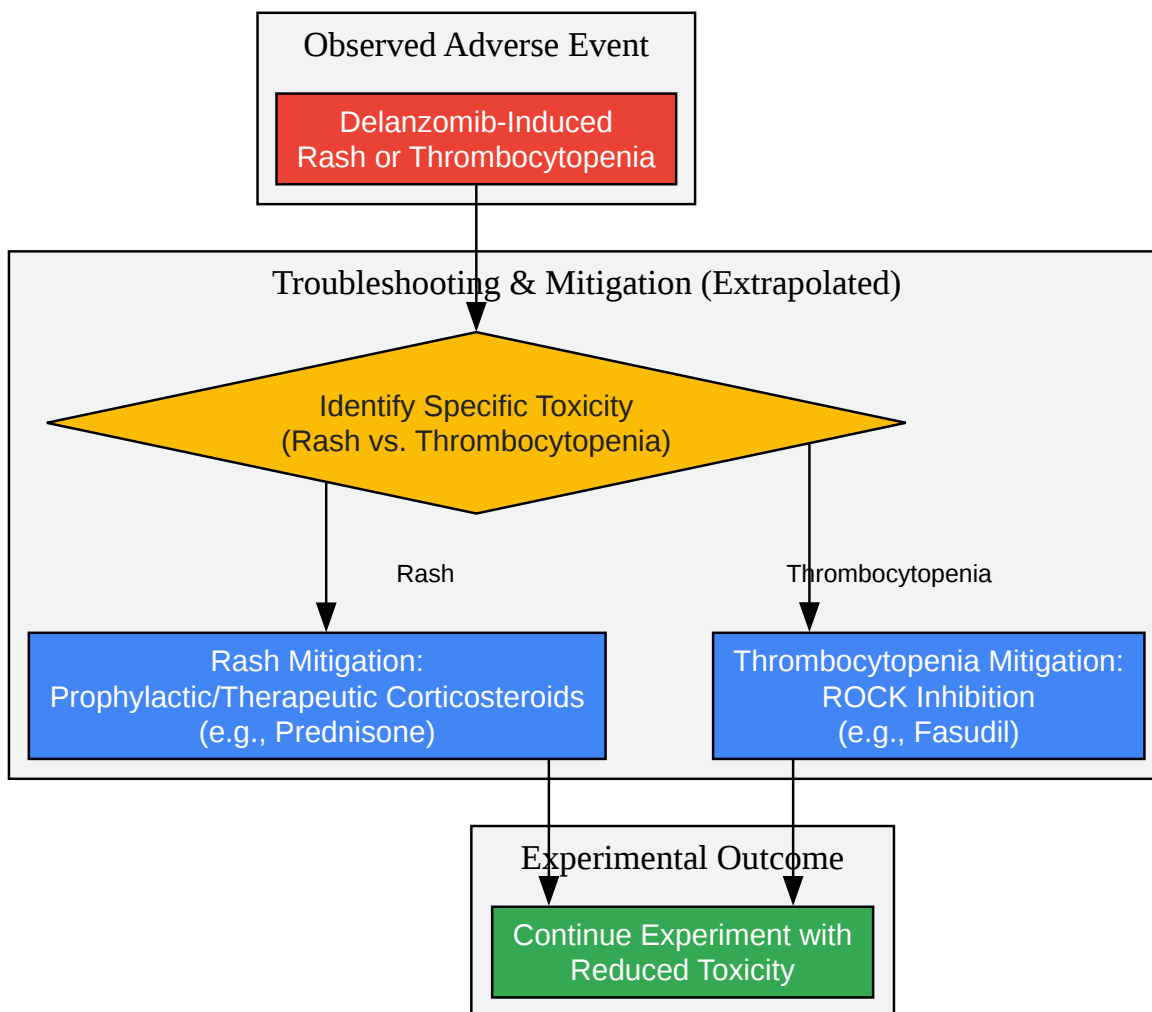 Observed Adverse Event
Delanzomib-Induced
Rash or Thrombocytopenia
Troubleshooting & Mitigation (Extrapolated)
Identify Specific Toxicity
(Rash vs. Thrombocytopenia)
Rash
Thrombocytopenia
Rash Mitigation:
Prophylactic/Therapeutic Corticosteroids
(e.g., Prednisone)
Thrombocytopenia Mitigation:
ROCK Inhibition
(e.g., Fasudil)
Experimental Outcome
Continue Experiment with
Reduced Toxicity